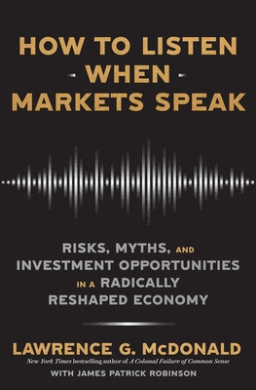 HOW TO LISTEN
WHEN
MARKETS SPEAK
RISKS, MYTHS, AND
INVESTMENT OPPORTUNITIES
IN A RADICALLY
RESHAPED ECONOMY
LAWRENCE G. McDONALD
New York Times bestselling author of A Colossal Failure of Common Sense
WITH JAMES PATRICK ROBINSON